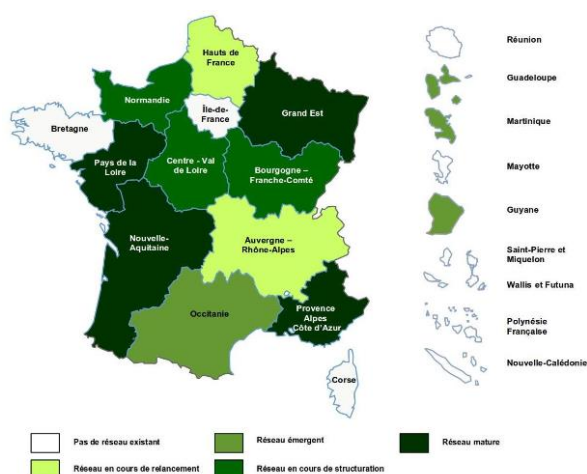 Hauts de
France
Normandie
Île-de-
France
Grand Est
Bretagne
Pays de la
Loire
Centre - Val
de Loire
Bourgogne –
Franche-Comté
Nouvelle-
Aquitaine
Auvergne –
Rhône-Alpes
Occitanie
Provence
Alpes
Côte d'Azur
Corse
Réunion
Guadeloupe
Martinique
Mayotte
Guyane
Saint-Pierre et
Miquelon
Wallis et Futuna
Polynésie
Française
Nouvelle-Calédonie
Pas de réseau existant
Réseau émergent
Réseau mature
Réseau en cours de relancement
Réseau en cours de structuration